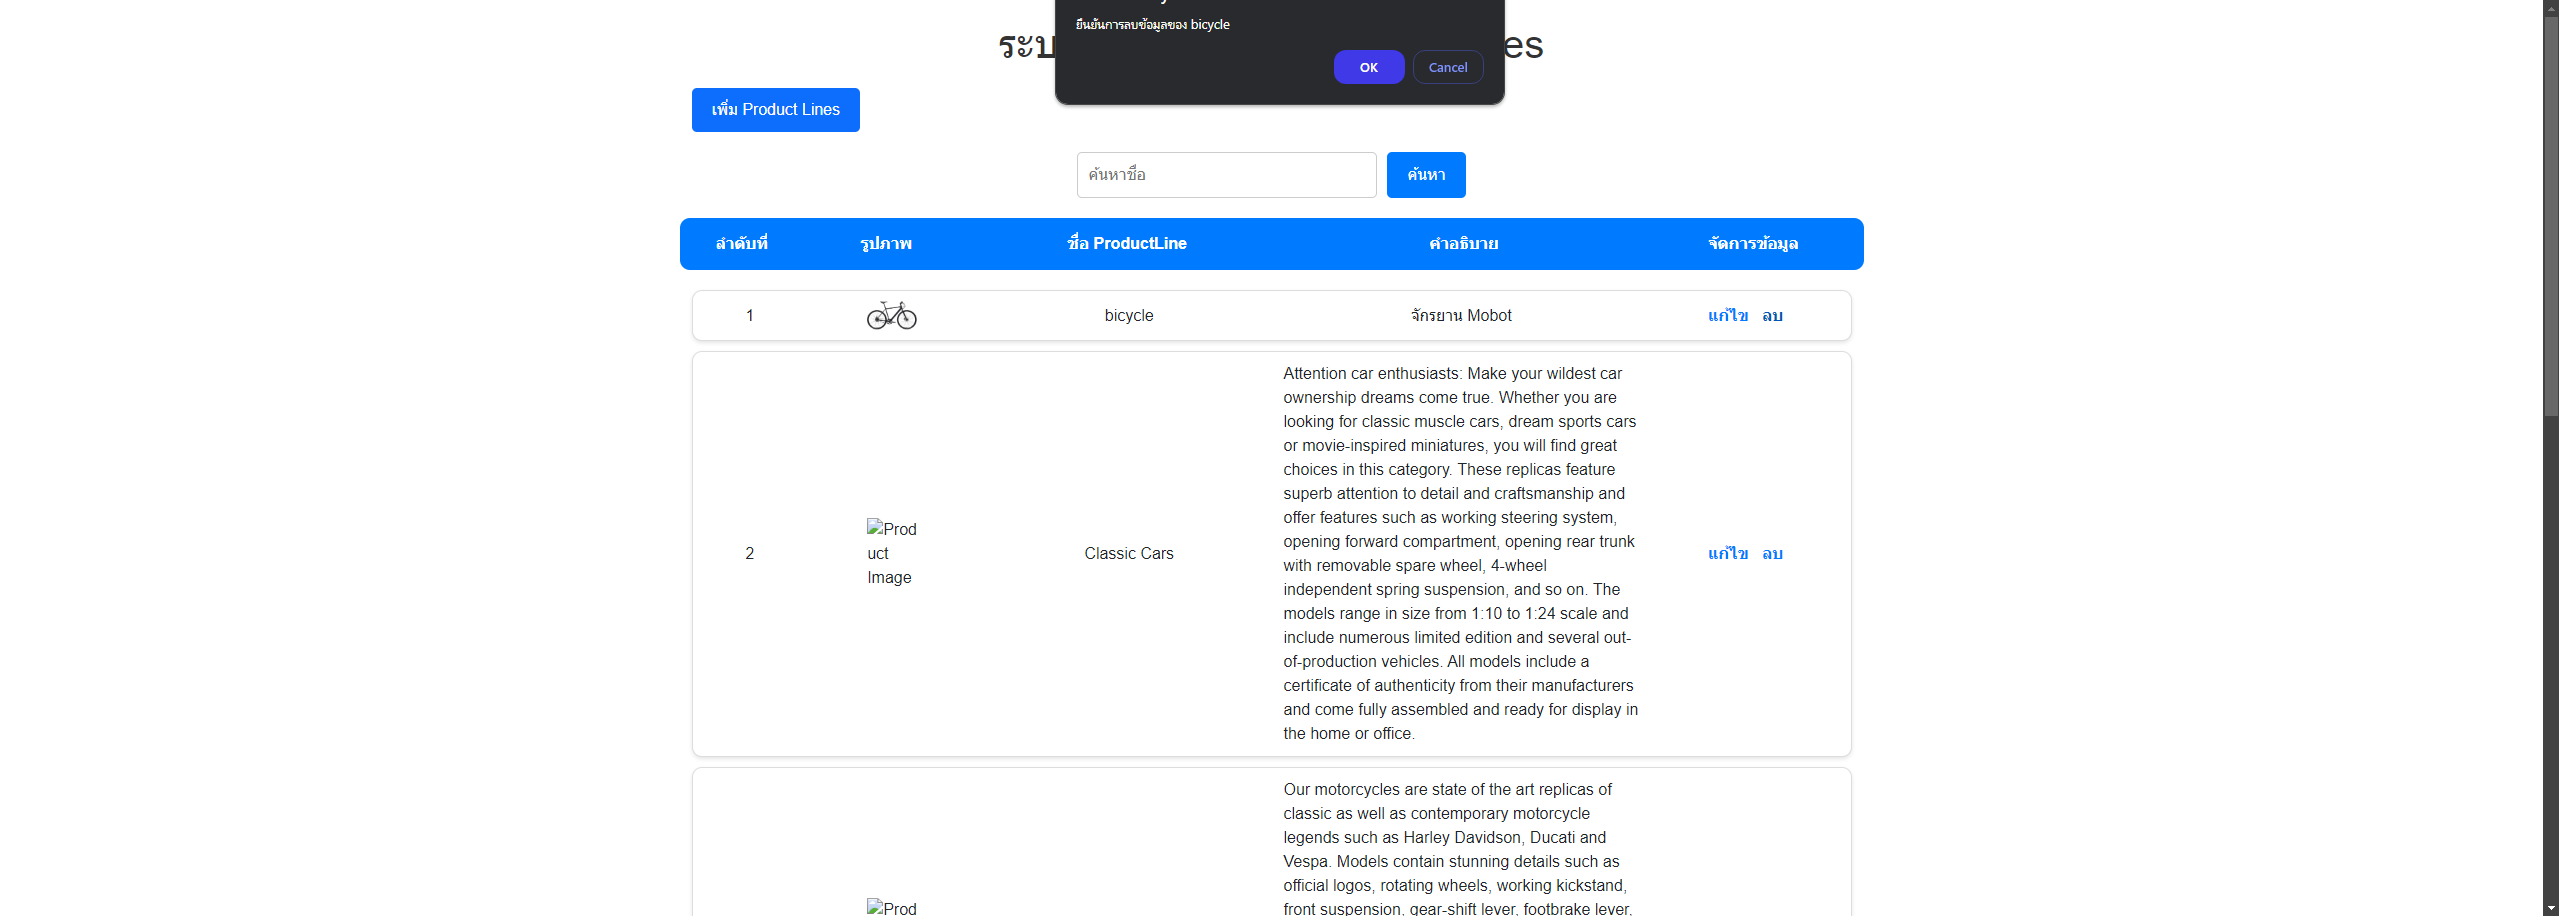 ยืนยันการลบข้อมูลของ bicycle
OK Cancel
เพิ่ม Product Lines
ค้นหาชื่อ ค้นหา
ลำดับที่ รูปภาพ ชื่อ ProductLine คำอธิบาย จัดการข้อมูล
1 bicycle จักรยาน Mobot แก้ไข ลบ
Attention car enthusiasts: Make your wildest car
ownership dreams come true. Whether you are
looking for classic muscle cars, dream sports cars
or movie-inspired miniatures, you will find great
choices in this category. These replicas feature
superb attention to detail and craftsmanship and
offer features such as working steering system,
opening forward compartment, opening rear trunk
with removable spare wheel, 4-wheel
independent spring suspension, and so on. The
models range in size from 1:10 to 1:24 scale and
include numerous limited edition and several out-
of-production vehicles. All models include a
certificate of authenticity from their manufacturers
and come fully assembled and ready for display in
the home or office.
2
Prod
uct
Image
Classic Cars
แก้ไข ลบ
Our motorcycles are state of the art replicas of
classic as well as contemporary motorcycle
legends such as Harley Davidson, Ducati and
Vespa. Models contain stunning details such as
official logos, rotating wheels, working kickstand,
front suspension, gear-shift lever, footbrake lever,
Prod